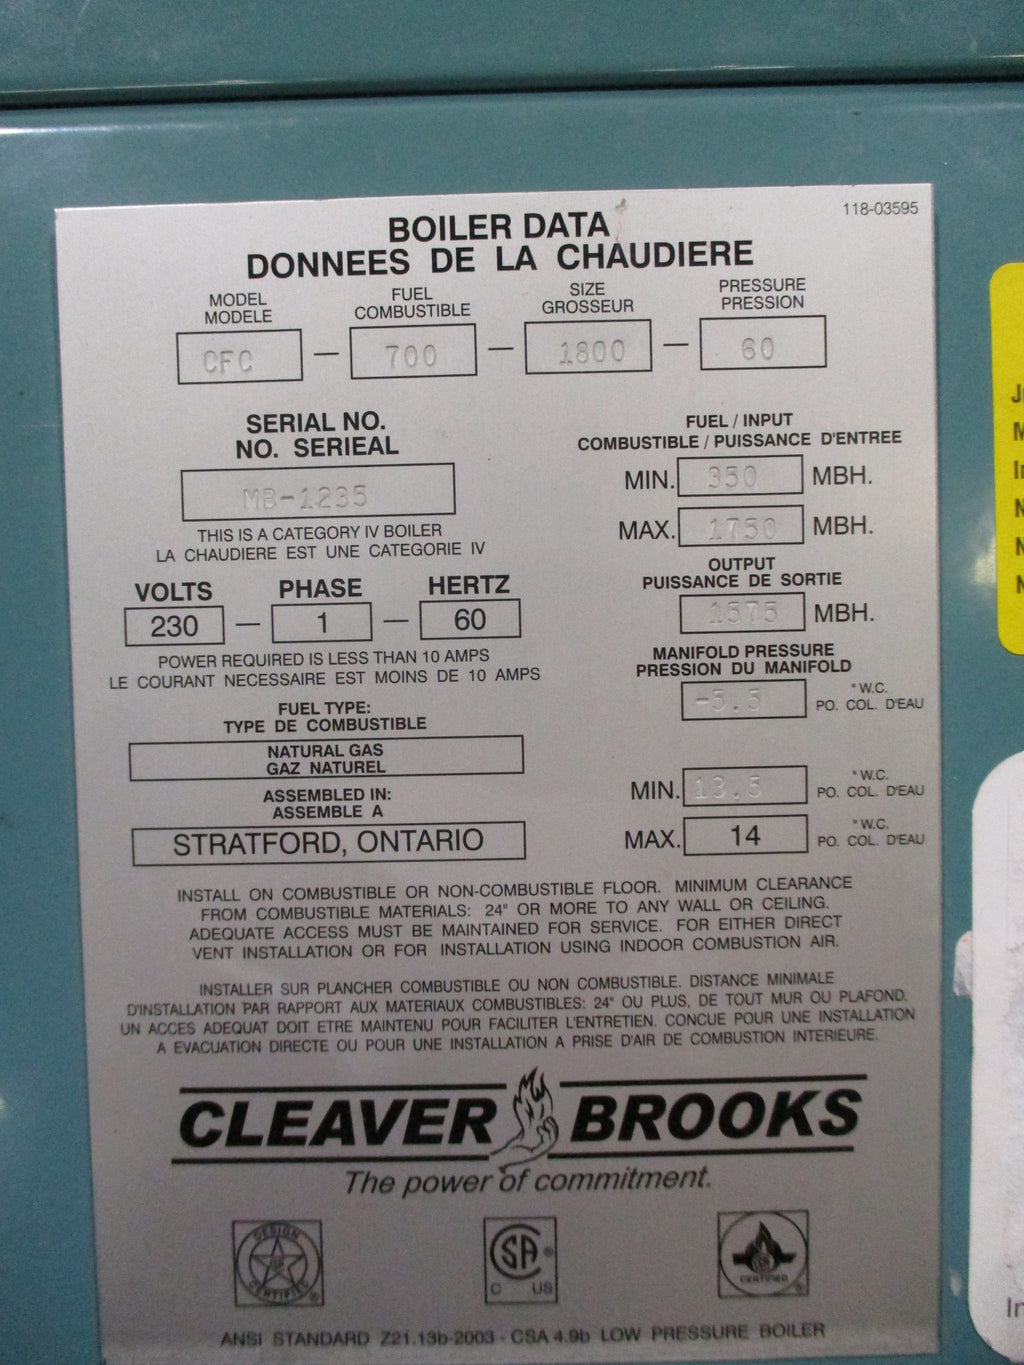 118-03595
BOILER DATA
DONNEES DE LA CHAUDIERE
MODEL
MODELE
CFC
FUEL
COMBUSTIBLE
700
SIZE
GROSSEUR
1800
PRESSURE
PRESSION
60
SERIAL NO.
NO. SERIEAL
MB-1235
THIS IS A CATEGORY IV BOILER
LA CHAUDIERE EST UNE CATEGORIE IV
VOLTS
230
PHASE
1
HERTZ
60
POWER REQUIRED IS LESS THAN 10 AMPS
LE COURANT NECESSAIRE EST MOINS DE 10 AMPS
FUEL TYPE:
TYPE DE COMBUSTIBLE
NATURAL GAS
GAZ NATUREL
ASSEMBLED IN:
ASSEMBLE A
STRATFORD, ONTARIO
FUEL / INPUT
COMBUSTIBLE / PUISSANCE D'ENTREE
MIN. 350 MBH.
MAX. 1750 MBH.
OUTPUT
PUISSANCE DE SORTIE
1575 MBH.
MANIFOLD PRESSURE
PRESSION DU MANIFOLD
"W.C.
PO. COL. D'EAU
MIN. 13.5 "W.C.
PO. COL. D'EAU
MAX. 14 "W.C.
PO. COL. D'EAU
INSTALL ON COMBUSTIBLE OR NON-COMBUSTIBLE FLOOR. MINIMUM CLEARANCE
FROM COMBUSTIBLE MATERIALS: 24" OR MORE TO ANY WALL OR CEILING.
ADEQUATE ACCESS MUST BE MAINTAINED FOR SERVICE. FOR EITHER DIRECT
VENT INSTALLATION OR FOR INSTALLATION USING INDOOR COMBUSTION AIR.
INSTALLER SUR PLANCHER COMBUSTIBLE OU NON COMBUSTIBLE. DISTANCE MINIMALE
D'INSTALLATION PAR RAPPORT AUX MATERIAUX COMBUSTIBLES: 24" OU PLUS, DE TOUT MUR OU PLAFOND.
UN ACCES ADEQUAT DOIT ETRE MAINTENU POUR FACILITER L'ENTRETIEN. CONCUE POUR UNE INSTALLATION
A EVACUATION DIRECTE OU POUR UNE INSTALLATION A PRISE D'AIR DE COMBUSTION INTERIEURE.
CLEAVER BROOKS
The power of commitment.
DESIGN
CERTIFIED
SA
C US
CERTIFIED
ANSI STANDARD Z21.13b-2003 - CSA 4.9b LOW PRESSURE BOILER